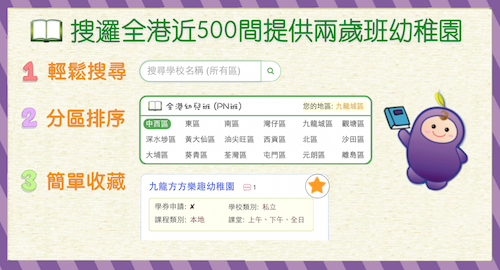 搜邏全港近500間提供兩歲班幼稚園
1 輕鬆搜尋
搜尋學校名稱 (所有區)
2 分區排序
全港幼兒班 (PN班)
您的地區: 九龍城區
中西區 東區 南區 灣仔區 九龍城區 觀塘區
深水埗區 黃大仙區 油尖旺區 西貢區 北區 沙田區
大埔區 葵青區 荃灣區 屯門區 元朗區 離島區
3 簡單收藏
九龍方方樂趣幼稚園 1
學券申請: ✘ 學校類別: 私立
課程類別: 本地 課堂: 上午、下午、全日